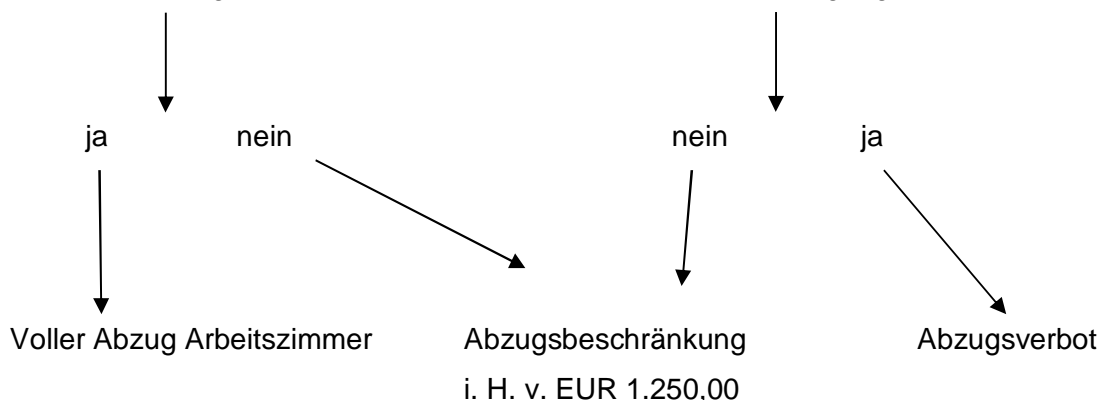 ja nein nein ja
Voller Abzug Arbeitszimmer Abzugsbeschränkung Abzugsverbot
i. H. v. EUR 1.250,00